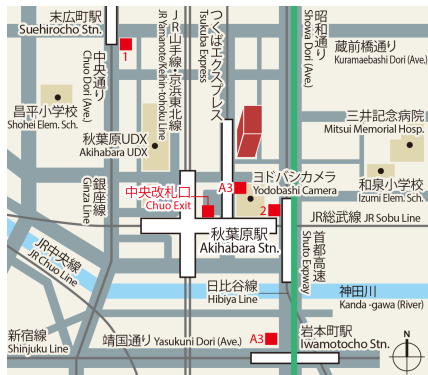 末広町駅
Suehirocho Stn.
1
中央通り
Chuo Dori (Ave.)
JR山手線・京浜東北線
JR Yamanote/Keihin-tohoku Line
つくばエクスプレス
Tsukuba Express
昭和通り
Showa Dori (Ave.)
蔵前橋通り
Kuramaebashi Dori (Ave.)
昌平小学校
Shohei Elem. Sch.
秋葉原UDX
Akihabara UDX
三井記念病院
Mitsui Memorial Hosp.
銀座線
Ginza Line
中央改札口
Chuo Exit
A3
ヨドバシカメラ
Yodobashi Camera
和泉小学校
Izumi Elem. Sch.
2
JR総武線 JR Sobu Line
秋葉原駅
Akihabara Stn.
首都高速
Shuto Expway
JR中央線
JR Chuo Line
日比谷線
Hibiya Line
神田川
Kanda -gawa (River)
新宿線
Shinjuku Line
靖国通り Yasukuni Dori (Ave.)
A3
岩本町駅
Iwamotocho Stn.
N